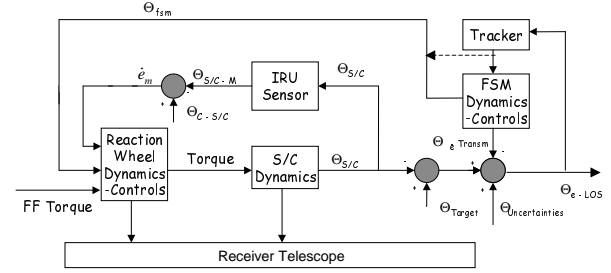 Θfsm
Tracker
ėm
ΘS/C - M
IRU
Sensor
ΘS/C
ΘC - S/C
FSM
Dynamics
-Controls
Reaction
Wheel
Dynamics
-Controls
Torque
S/C
Dynamics
ΘS/C
Θe Transm
Θe - LOS
FF Torque
ΘTarget
ΘUncertainties
Receiver Telescope